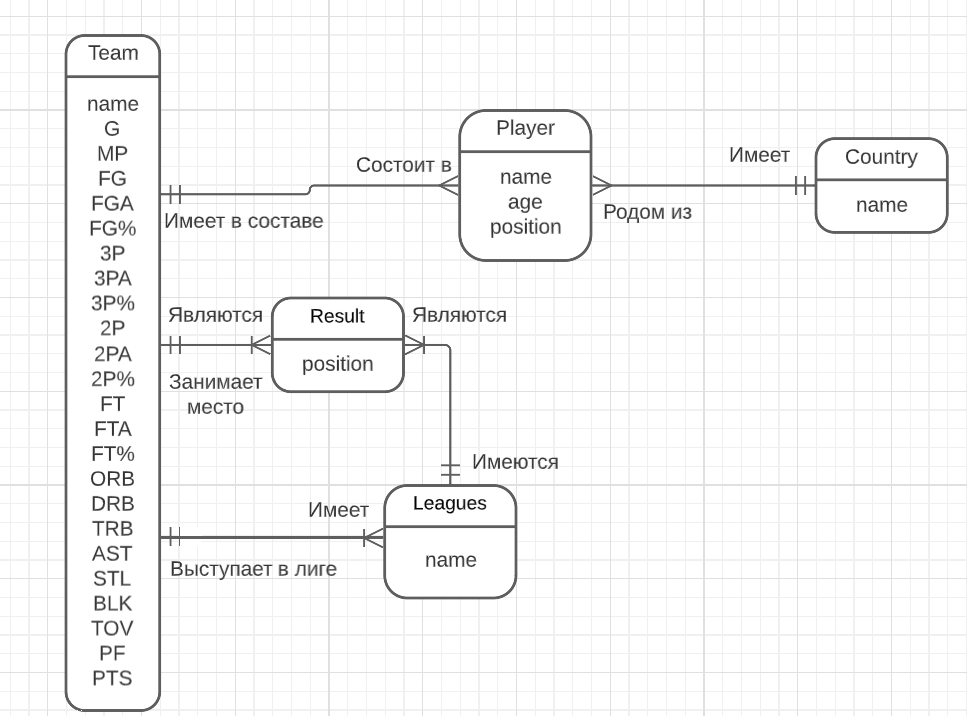 Team
name
G
MP
FG
FGA
FG%
3P
3PA
3P%
2P
2PA
2P%
FT
FTA
FT%
ORB
DRB
TRB
AST
STL
BLK
TOV
PF
PTS
Состоит в
Имеет в составе
Player
name
age
position
Имеет
Родом из
Country
name
Являются
Занимает
место
Result
position
Являются
Имеются
Имеет
Выступает в лиге
Leagues
name